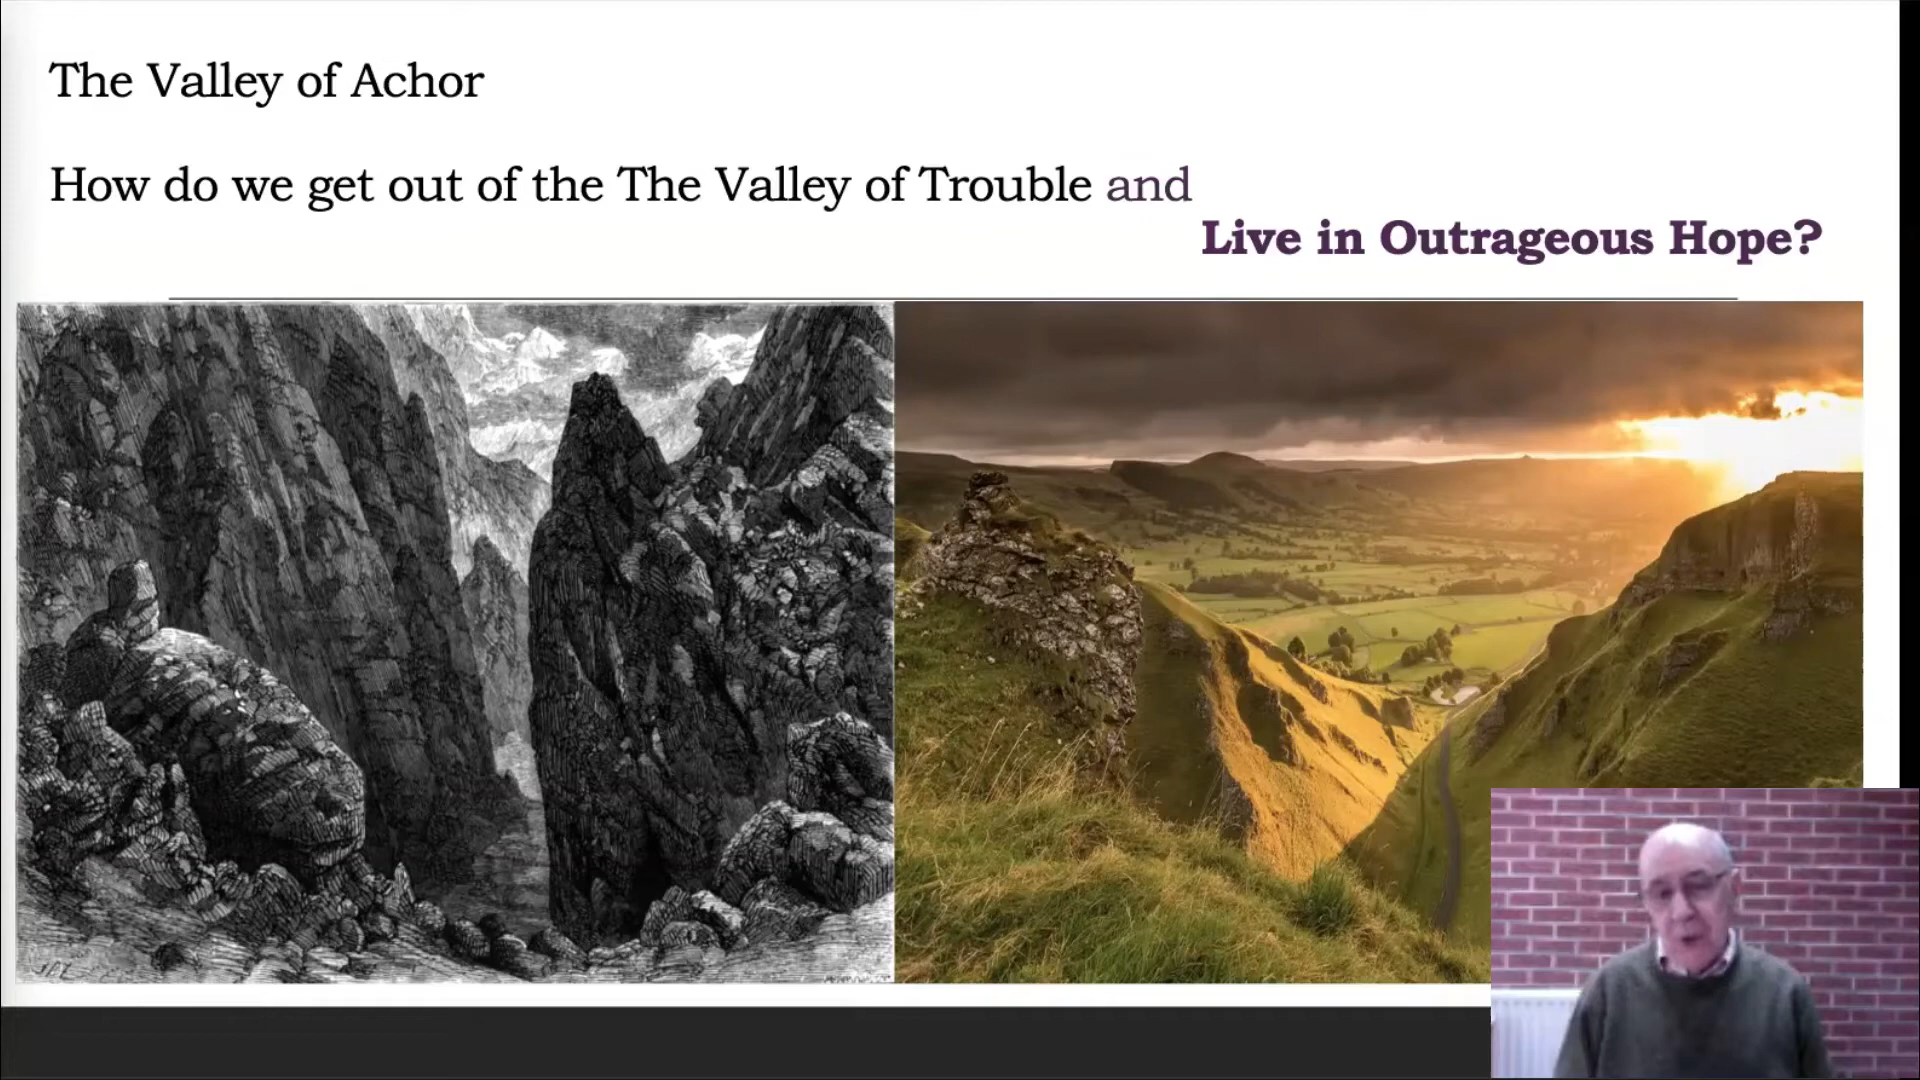 The Valley of Achor
How do we get out of the The Valley of Trouble and
Live in Outrageous Hope?